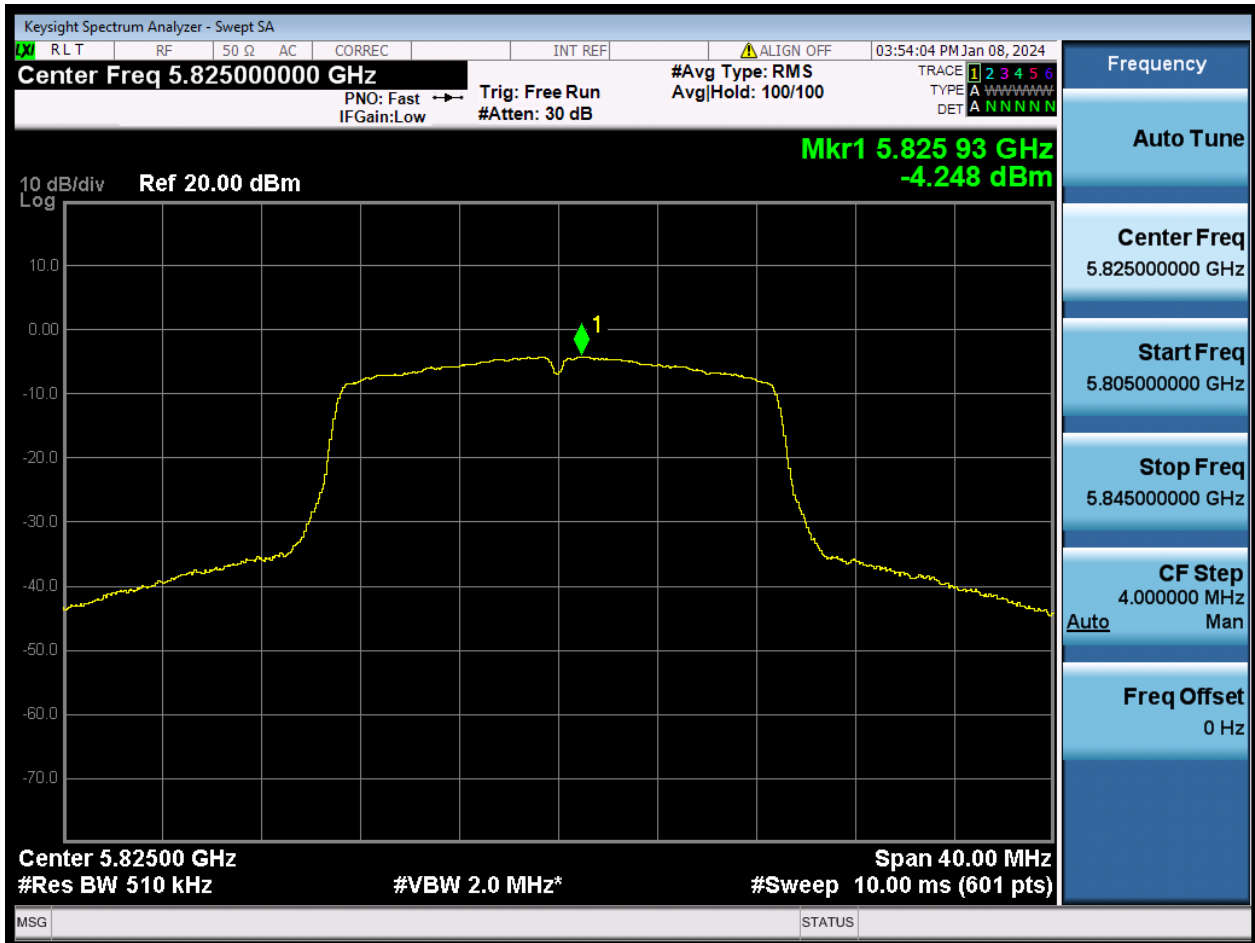 Keysight Spectrum Analyzer - Swept SA
LXI RLT RF 50 Ω AC CORREC INT REF ALIGN OFF 03:54:04 PM Jan 08, 2024
Center Freq 5.825000000 GHz
PNO: Fast
IFGain:Low
Trig: Free Run
#Atten: 30 dB
#Avg Type: RMS
Avg|Hold: 100/100
TRACE 1 2 3 4 5 6
TYPE A WWWWW
DET A N N N N N
Mkr1 5.825 93 GHz
-4.248 dBm
10 dB/div Ref 20.00 dBm
Log
10.0
0.00
-10.0
-20.0
-30.0
-40.0
-50.0
-60.0
-70.0
1
Center 5.82500 GHz Span 40.00 MHz
#Res BW 510 kHz #VBW 2.0 MHz* #Sweep 10.00 ms (601 pts)
MSG STATUS
Frequency
Auto Tune
Center Freq
5.825000000 GHz
Start Freq
5.805000000 GHz
Stop Freq
5.845000000 GHz
CF Step
4.000000 MHz
Auto Man
Freq Offset
0 Hz